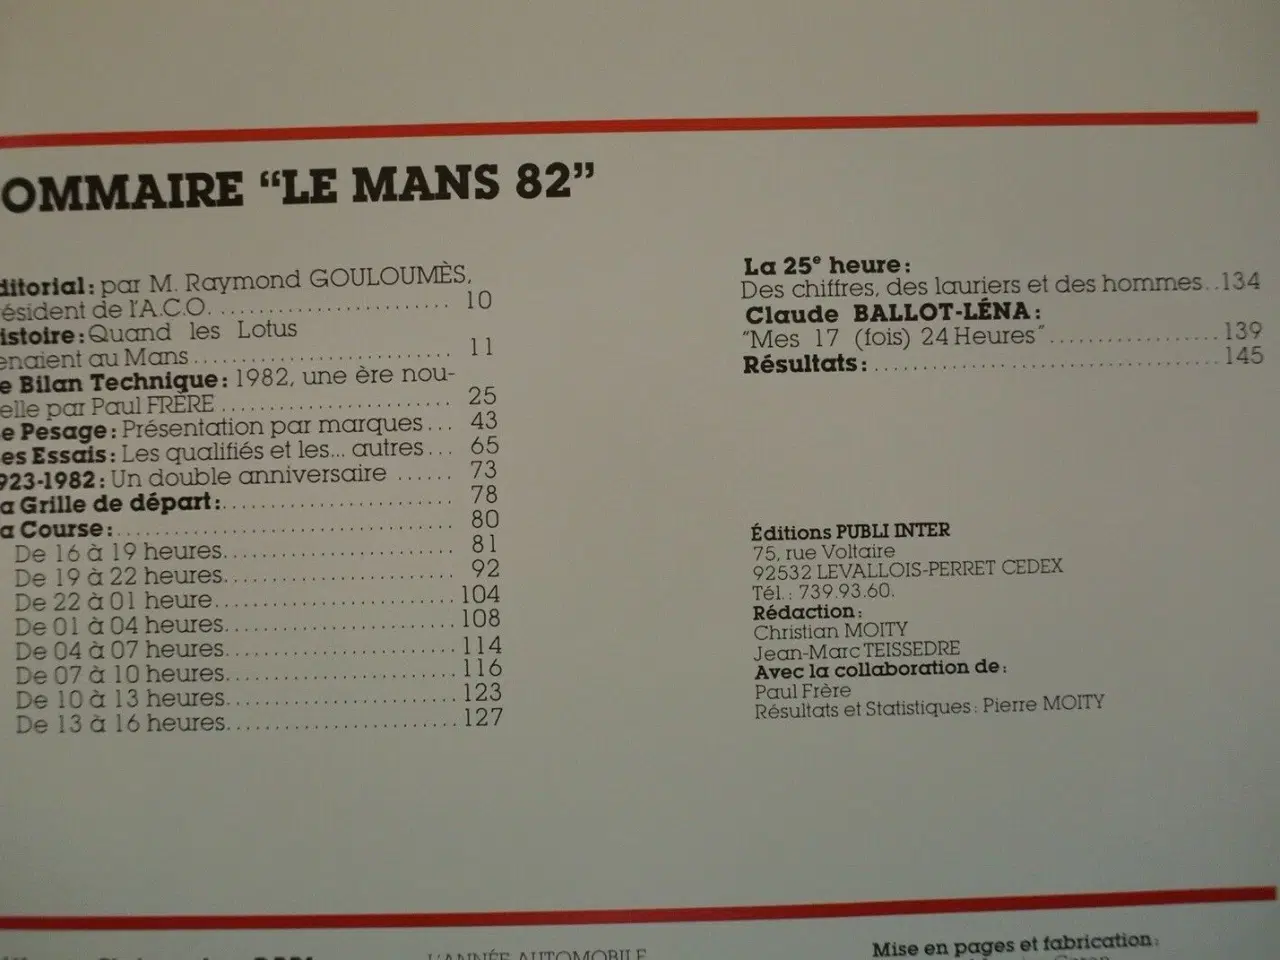 OMMAIRE “LE MANS 82”
ditorial: par M. Raymond GOULOUMÈS,
ésident de l'A.C.O. .......................... 10
istoire: Quand les Lotus
enaient au Mans .......................... 11
e Bilan Technique: 1982, une ère nou-
elle par Paul FRÈRE ........................ 25
e Pesage: Présentation par marques ... 43
es Essais: Les qualifiés et les... autres ... 65
923-1982: Un double anniversaire ...... 73
a Grille de départ: ....................... 78
a Course: ................................. 80
De 16 à 19 heures ....................... 81
De 19 à 22 heures ....................... 92
De 22 à 01 heure ........................ 104
De 01 à 04 heures ....................... 108
De 04 à 07 heures ....................... 114
De 07 à 10 heures ....................... 116
De 10 à 13 heures ....................... 123
De 13 à 16 heures ....................... 127
La 25e heure:
Des chiffres, des lauriers et des hommes .. 134
Claude BALLOT-LÉNA:
“Mes 17 (fois) 24 Heures” .................. 139
Résultats: .................................. 145
Éditions PUBLI INTER
75, rue Voltaire
92532 LEVALLOIS-PERRET CEDEX
Tél.: 739.93.60.
Rédaction:
Christian MOITY
Jean-Marc TEISSEDRE
Avec la collaboration de:
Paul Frère
Résultats et Statistiques: Pierre MOITY
L'ANNÉE AUTOMOBILE
Mise en pages et fabrication: